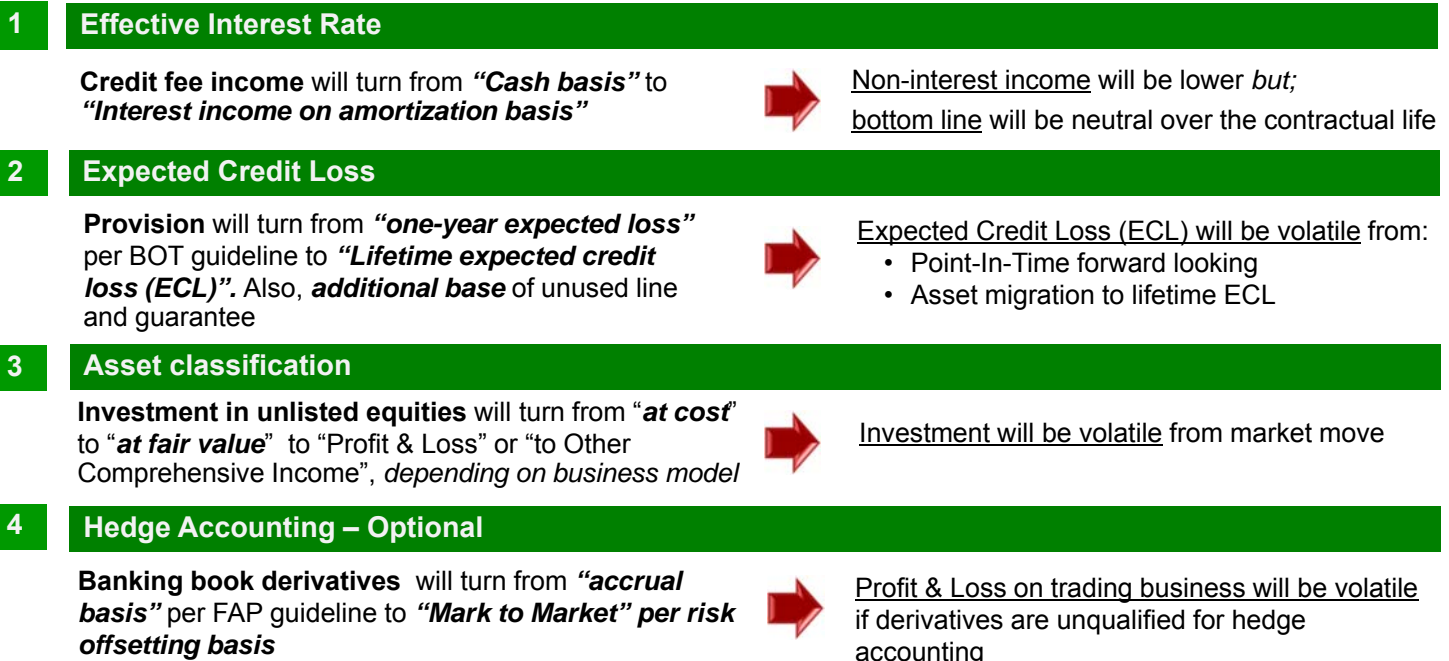 1 Effective Interest Rate
Credit fee income will turn from “Cash basis” to
“Interest income on amortization basis”
Non-interest income will be lower but;
bottom line will be neutral over the contractual life
2 Expected Credit Loss
Provision will turn from “one-year expected loss”
per BOT guideline to “Lifetime expected credit
loss (ECL)”. Also, additional base of unused line
and guarantee
Expected Credit Loss (ECL) will be volatile from:
• Point-In-Time forward looking
• Asset migration to lifetime ECL
3 Asset classification
Investment in unlisted equities will turn from “at cost”
to “at fair value” to “Profit & Loss” or “to Other
Comprehensive Income”, depending on business model
Investment will be volatile from market move
4 Hedge Accounting – Optional
Banking book derivatives will turn from “accrual
basis” per FAP guideline to “Mark to Market” per risk
offsetting basis
Profit & Loss on trading business will be volatile
if derivatives are unqualified for hedge
accounting